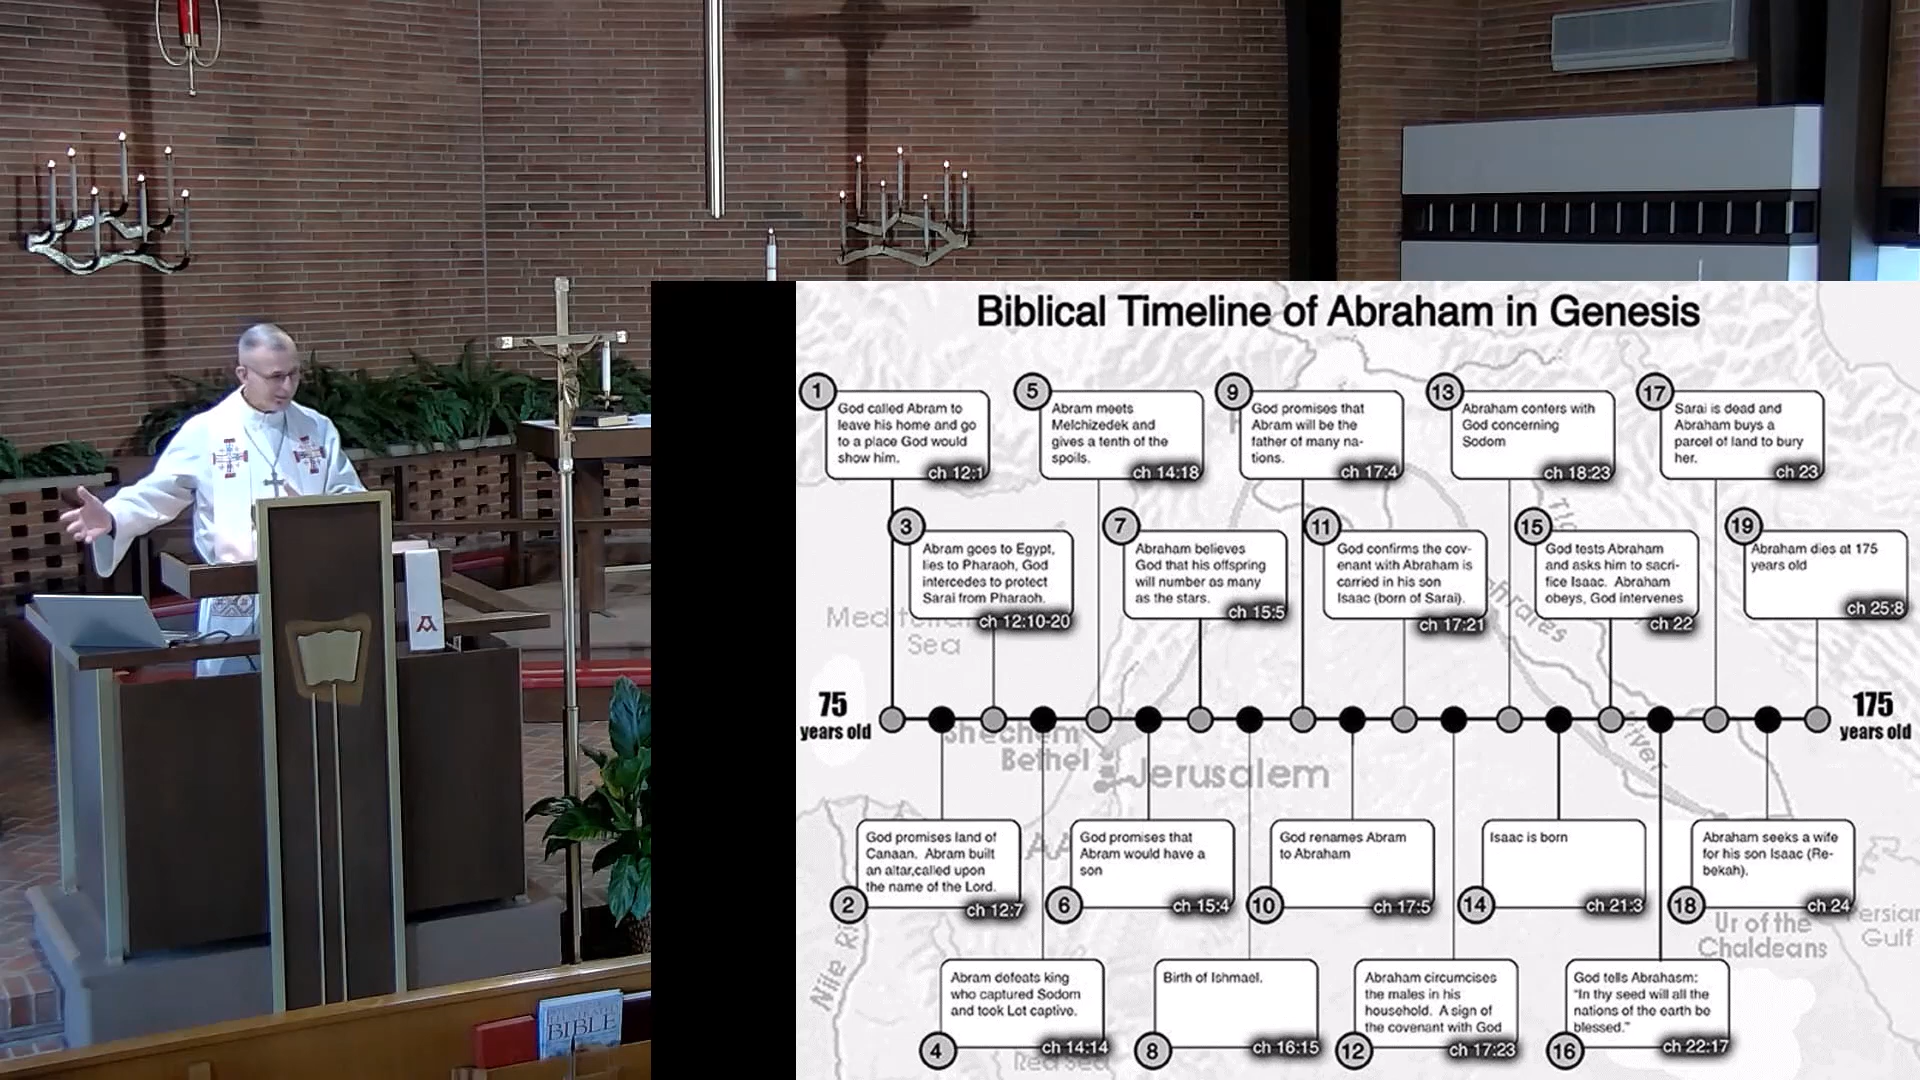 Biblical Timeline of Abraham in Genesis
1
God called Abram to
leave his home and go
to a place God would
show him.
ch 12:1
5
Abram meets
Melchizedek and
gives a tenth of the
spoils.
ch 14:18
9
God promises that
Abram will be the
father of many na-
tions.
ch 17:4
13
Abraham confers with
God concerning
Sodom
ch 18:23
17
Sarai is dead and
Abraham buys a
parcel of land to bury
her.
ch 23
3
Abram goes to Egypt,
lies to Pharaoh, God
intercedes to protect
Sarai from Pharaoh.
ch 12:10-20
7
Abraham believes
God that his offspring
will number as many
as the stars.
ch 15:5
11
God confirms the cov-
enant with Abraham is
carried in his son
Isaac (born of Sarai).
ch 17:21
15
God tests Abraham
and asks him to sacri-
fice Isaac. Abraham
obeys, God intervenes
ch 22
19
Abraham dies at 175
years old
ch 25:8
Sea
75
years old
175
years old
Shechem
Bethel
Jerusalem
River
2
God promises land of
Canaan. Abram built
an altar,called upon
the name of the Lord.
ch 12:7
6
God promises that
Abram would have a
son
ch 15:4
10
God renames Abram
to Abraham
ch 17:5
14
Isaac is born
ch 21:3
18
Abraham seeks a wife
for his son Isaac (Re-
bekah).
ch 24
Ur of the
Chaldeans
Gulf
Nile
4
Abram defeats king
who captured Sodom
and took Lot captive.
ch 14:14
8
Birth of Ishmael.
ch 16:15
12
Abraham circumcises
the males in his
household. A sign of
the covenant with God
ch 17:23
16
God tells Abrahasm:
"In thy seed will all the
nations of the earth be
blessed."
ch 22:17
Red Sea
BIBLE